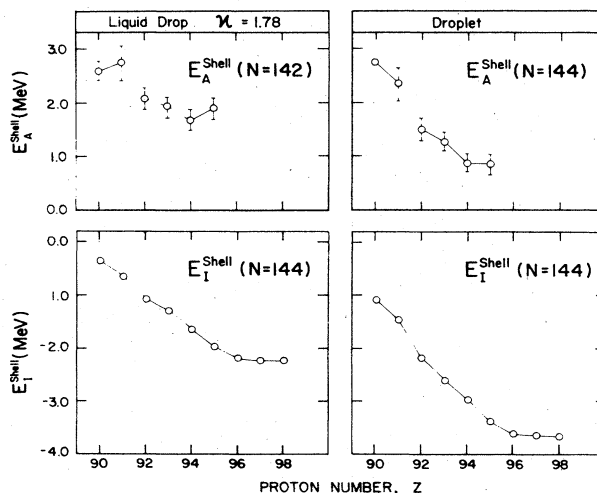 Liquid Drop ϰ = 1.78
Droplet
E_A^Shell (MeV)
3.0
2.0
1.0
0.0
E_A^Shell (N=142)
E_A^Shell (N=144)
E_I^Shell (MeV)
0.0
-1.0
-2.0
-3.0
-4.0
E_I^Shell (N=144)
E_I^Shell (N=144)
90 92 94 96 98
90 92 94 96 98
PROTON NUMBER, Z